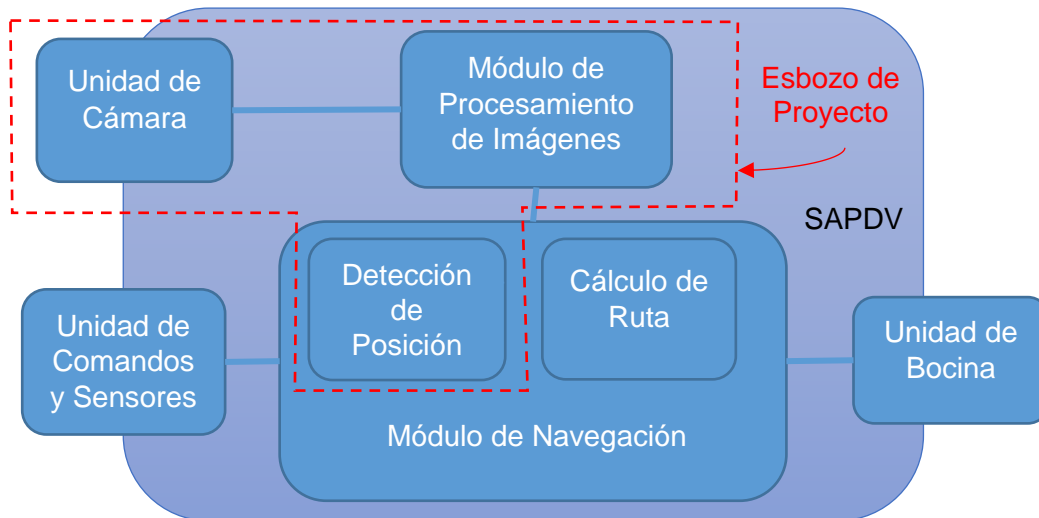 Unidad de
Cámara
Módulo de
Procesamiento
de Imágenes
Esbozo de
Proyecto
SAPDV
Detección
de
Posición
Cálculo de
Ruta
Unidad de
Comandos
y Sensores
Unidad de
Bocina
Módulo de Navegación